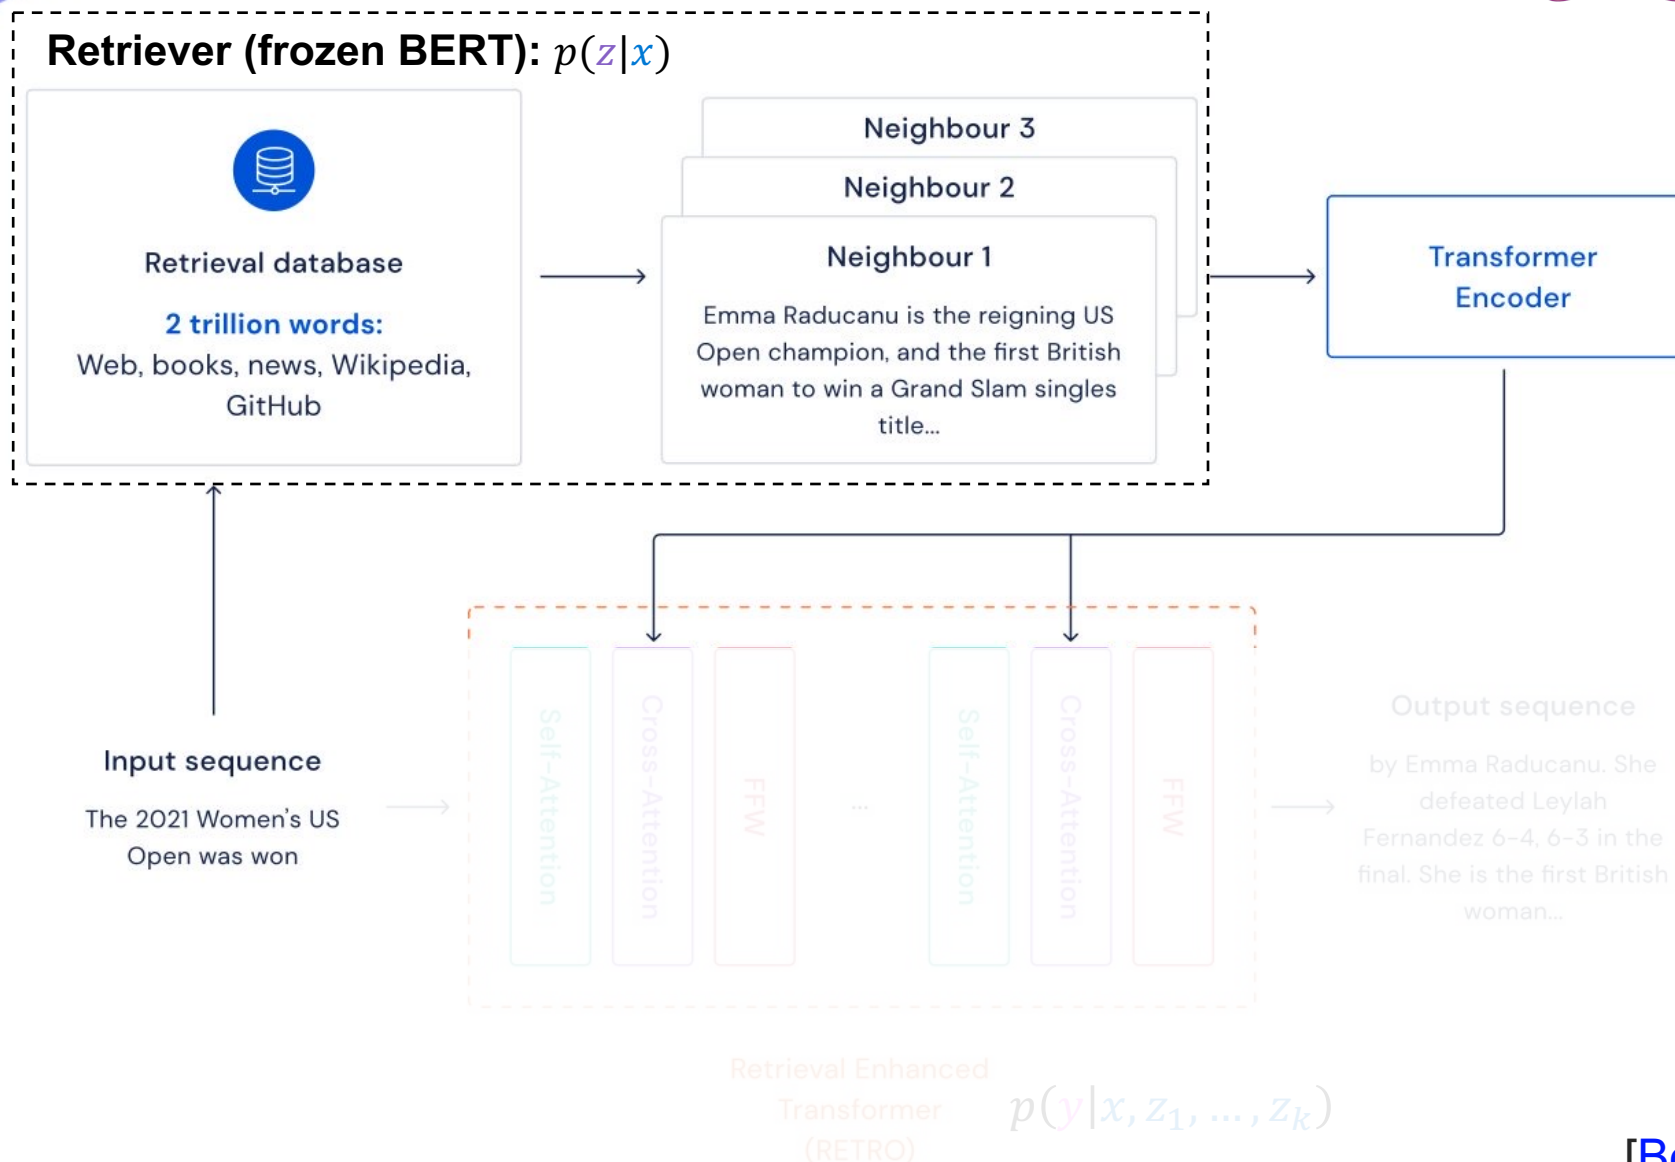 Retriever (frozen BERT): p(z|x)
Retrieval database
2 trillion words:
Web, books, news, Wikipedia,
GitHub
Neighbour 3
Neighbour 2
Neighbour 1
Emma Raducanu is the reigning US
Open champion, and the first British
woman to win a Grand Slam singles
title...
Transformer
Encoder
Input sequence
The 2021 Women's US
Open was won
Self-Attention
Cross-Attention
FFW
...
Self-Attention
Cross-Attention
FFW
Output sequence
by Emma Raducanu. She
defeated Leylah
Fernandez 6-4, 6-3 in the
final. She is the first British
woman...
Retrieval Enhanced
Transformer
(RETRO)
p(y|x, z₁, ..., zₖ)